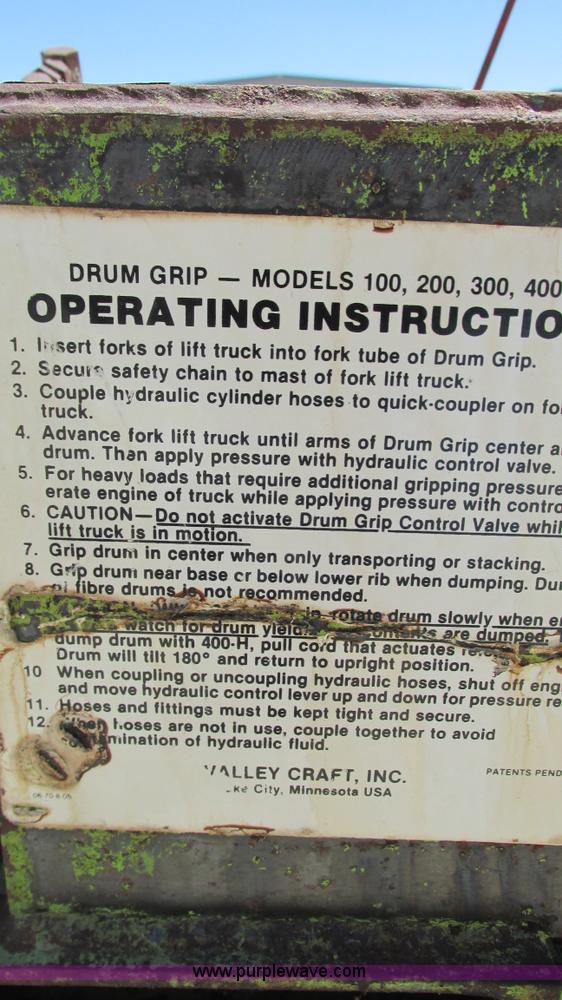 DRUM GRIP — MODELS 100, 200, 300, 400
OPERATING INSTRUCTIO
1. Insert forks of lift truck into fork tube of Drum Grip.
2. Secure safety chain to mast of fork lift truck.
3. Couple hydraulic cylinder hoses to quick-coupler on fo
truck.
4. Advance fork lift truck until arms of Drum Grip center a
drum. Then apply pressure with hydraulic control valve.
5. For heavy loads that require additional gripping pressure
erate engine of truck while applying pressure with contro
6. CAUTION—Do not activate Drum Grip Control Valve whil
lift truck is in motion.
7. Grip drum in center when only transporting or stacking.
8. Grip drum near base or below lower rib when dumping. Du
of fibre drums is not recommended.
rotate drum slowly when e
watch for drum are dumped.
dump drum with 400-H, pull cord that actuates
Drum will tilt 180° and return to upright position.
10 When coupling or uncoupling hydraulic hoses, shut off eng
and move hydraulic control lever up and down for pressure re
11. Hoses and fittings must be kept tight and secure.
12. When hoses are not in use, couple together to avoid
contamination of hydraulic fluid.
VALLEY CRAFT, INC.
PATENTS PEND
Lake City, Minnesota USA
www.purplewave.com